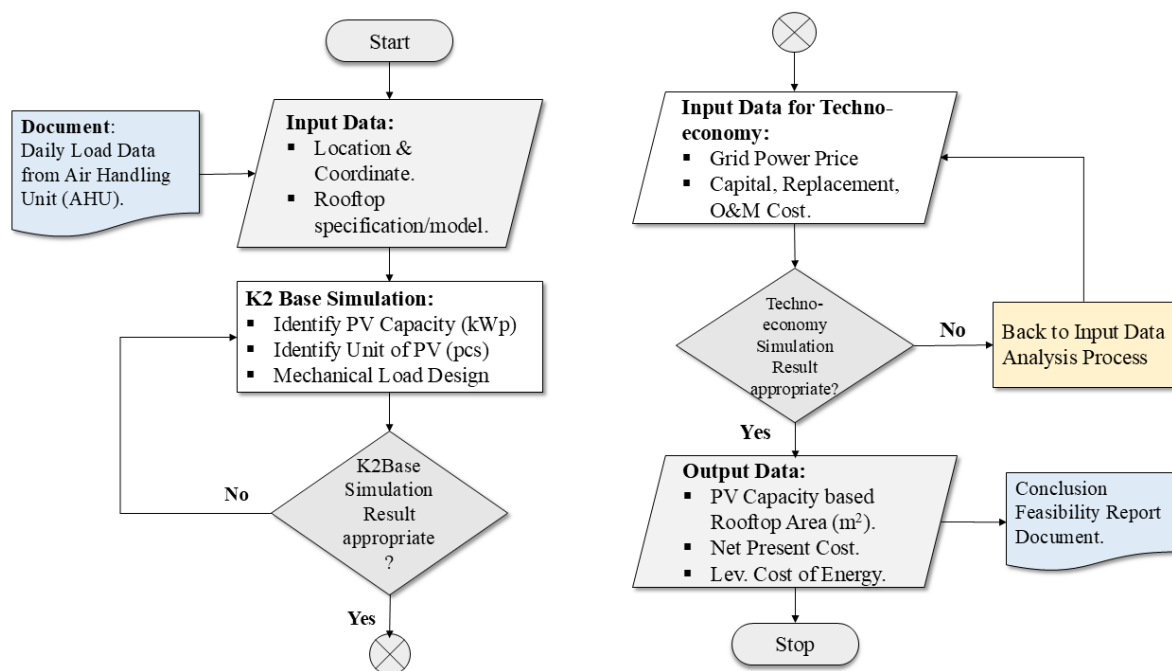 Start
Document:
Daily Load Data
from Air Handling
Unit (AHU).
Input Data:
▪ Location &
Coordinate.
▪ Rooftop
specification/model.
K2 Base Simulation:
▪ Identify PV Capacity (kWp)
▪ Identify Unit of PV (pcs)
▪ Mechanical Load Design
K2Base
Simulation
Result
appropriate
?
No
Yes
Input Data for Techno-
economy:
▪ Grid Power Price
▪ Capital, Replacement,
O&M Cost.
Techno-
economy
Simulation
Result
appropriate?
No
Back to Input Data
Analysis Process
Yes
Output Data:
▪ PV Capacity based
Rooftop Area (m²).
▪ Net Present Cost.
▪ Lev. Cost of Energy.
Conclusion
Feasibility Report
Document.
Stop